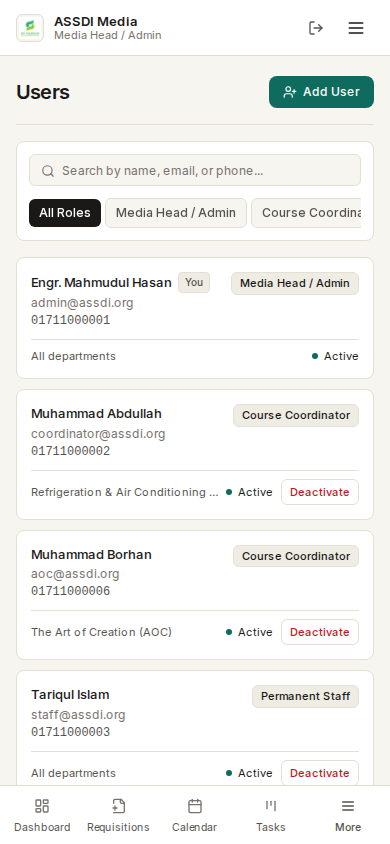 ASSDI Media
Media Head / Admin
Users
Add User
Search by name, email, or phone...
All Roles
Media Head / Admin
Course Coordina
Engr. Mahmudul Hasan
You
Media Head / Admin
admin@assdi.org
01711000001
All departments
Active
Muhammad Abdullah
Course Coordinator
coordinator@assdi.org
01711000002
Refrigeration & Air Conditioning ...
Active
Deactivate
Muhammad Borhan
Course Coordinator
aoc@assdi.org
01711000006
The Art of Creation (AOC)
Active
Deactivate
Tariqul Islam
Permanent Staff
staff@assdi.org
01711000003
All departments
Active
Deactivate
Dashboard
Requisitions
Calendar
Tasks
More